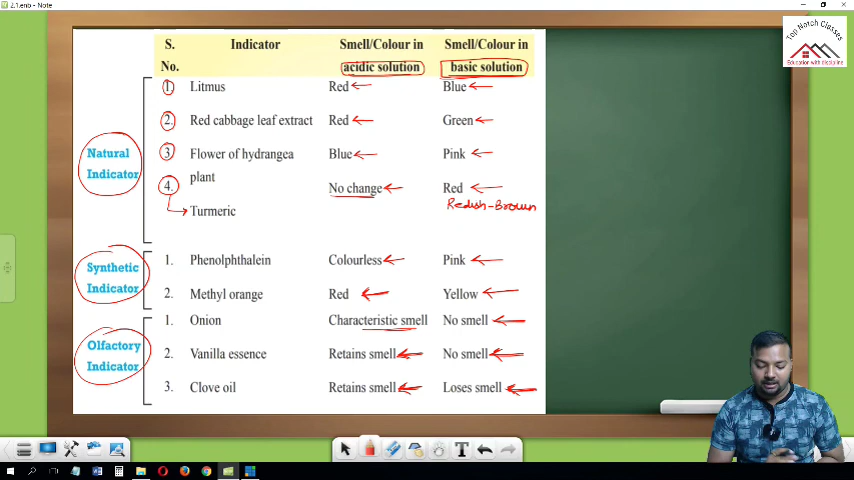 2.1.enb
Top Notch Classes
Education with discipline
S. No.
Indicator
Smell/Colour in acidic solution
Smell/Colour in basic solution
Natural Indicator
1. Litmus Red Blue
2. Red cabbage leaf extract Red Green
3 Flower of hydrangea plant Blue Pink
4. Turmeric No change Red
Redish-Brown
Synthetic Indicator
1. Phenolphthalein Colourless Pink
2. Methyl orange Red Yellow
Olfactory Indicator
1. Onion Characteristic smell No smell
2. Vanilla essence Retains smell No smell
3. Clove oil Retains smell Loses smell
T